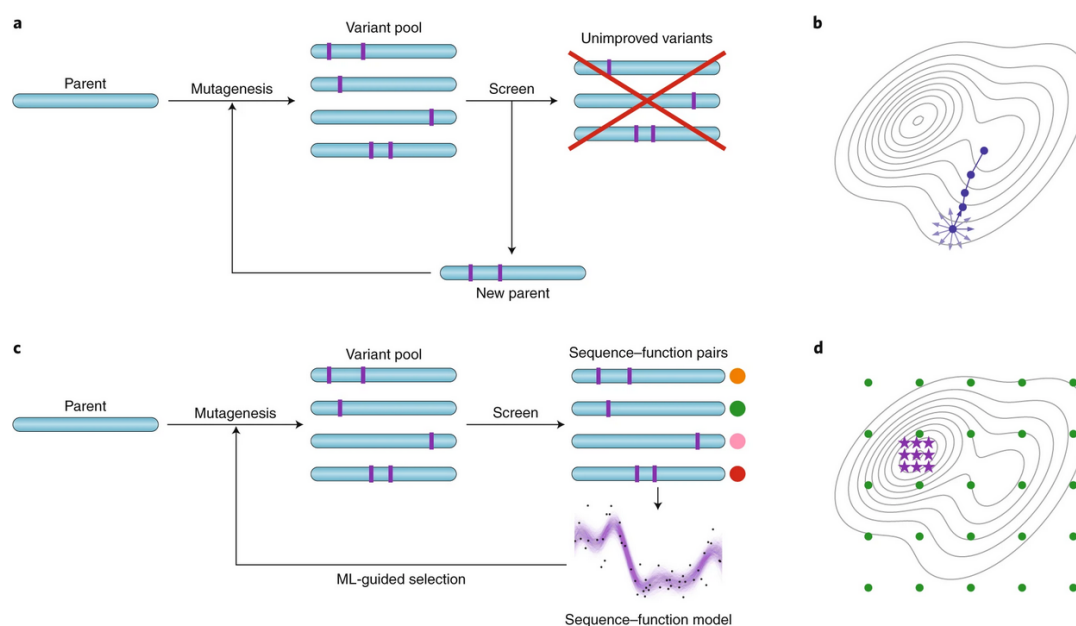 a
Variant pool
Parent
Mutagenesis
Screen
Unimproved variants
New parent
b
c
Variant pool
Parent
Mutagenesis
Screen
Sequence–function pairs
ML-guided selection
Sequence–function model
d